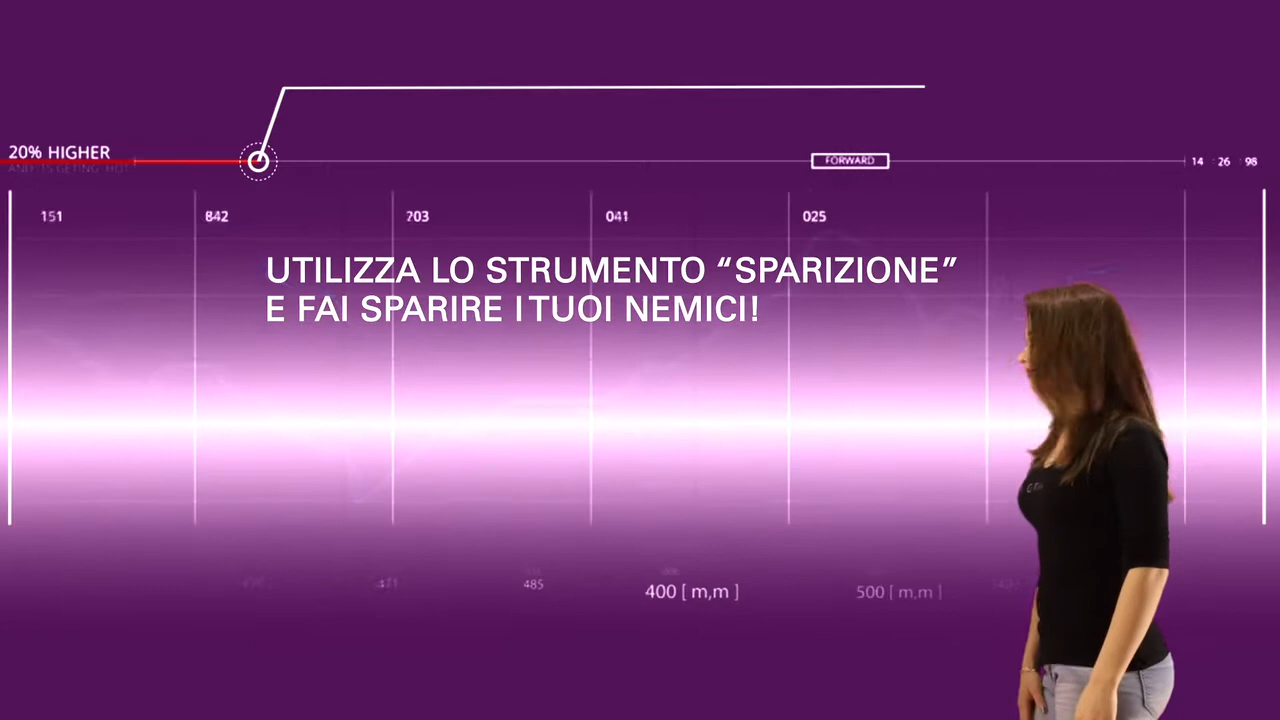 20% HIGHER
FORWARD
14 26 98
151 842 703 041 025
UTILIZZA LO STRUMENTO “SPARIZIONE”
E FAI SPARIRE I TUOI NEMICI!
471 485 400 [ m,m ] 500 [ m,m ]